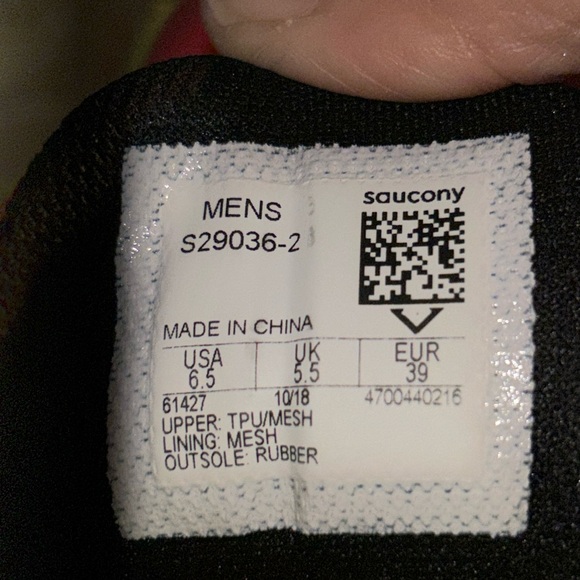 MENS
S29036-2
saucony
MADE IN CHINA
USA UK EUR
6.5 5.5 39
61427 10/18 4700440216
UPPER: TPU/MESH
LINING: MESH
OUTSOLE: RUBBER